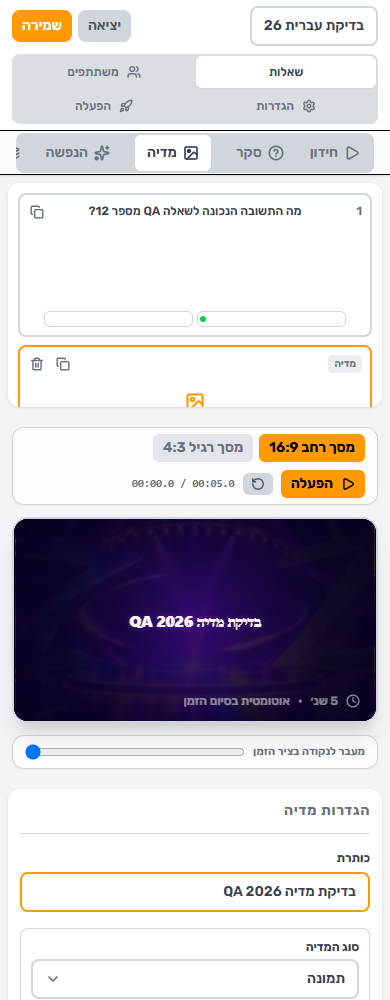 בדיקת עברית 26
יציאה
שמירה
שאלות
משתתפים
הגדרות
הפעלה
חידון
סקר
מדיה
הנפשה
1
מה התשובה הנכונה לשאלה QA מספר 12?
מדיה
מסך רחב 16:9
מסך רגיל 4:3
הפעלה
00:00.0 / 00:05.0
בדיקת מדיה QA 2026
5 שנ׳ • אוטומטית בסיום הזמן
מעבר לנקודה בציר הזמן
הגדרות מדיה
כותרת
בדיקת מדיה QA 2026
סוג המדיה
תמונה